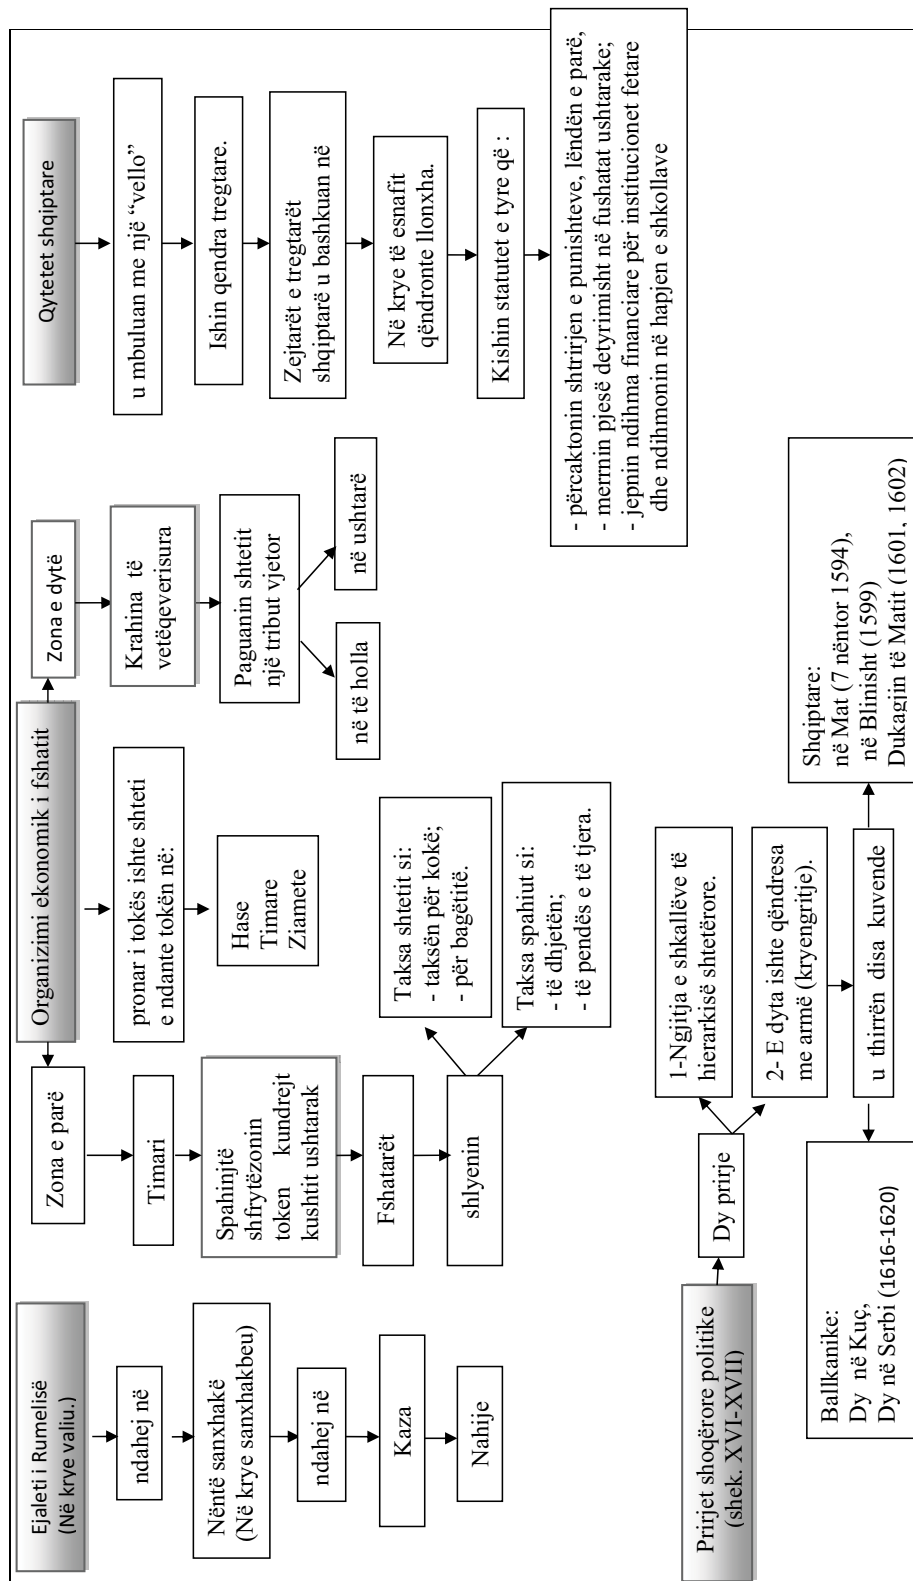 Ejaleti i Rumelisë
(Në krye valiu.)
ndahej në
Nëntë sanxhakë
(Në krye sanxhakbeu)
ndahej në
Kaza
Nahije
Organizimi ekonomik i fshatit
Zona e parë
Timari
Spahinjtë
shfrytëzonin
token kundrejt
kushtit ushtarak
Fshatarët
shlyenin
Taksa shtetit si:
- taksën për kokë;
- për bagëtitë.
Taksa spahiut si:
- të dhjetën;
- të pendës e të tjera.
pronar i tokës ishte shteti
e ndante tokën në:
Hase
Timare
Ziamete
Zona e dytë
Krahina të
vetëqeverisura
Paguanin shtetit
një tribut vjetor
në të holla
në ushtarë
Qytetet shqiptare
u mbuluan me një “vello”
Ishin qendra tregtare.
Zejtarët e tregtarët
shqiptarë u bashkuan në
Në krye të esnafit
qëndronte llonxha.
Kishin statutet e tyre që :
- përcaktonin shtrirjen e punishteve, lëndën e parë,
- merrnin pjesë detyrimisht në fushatat ushtarake;
- jepnin ndihma financiare për institucionet fetare
dhe ndihmonin në hapjen e shkollave
Prirjet shoqërore politike
(shek. XVI-XVII)
Dy prirje
1-Ngjitja e shkallëve të
hierarkisë shtetërore.
2- E dyta ishte qëndresa
me armë (kryengritje).
u thirrën disa kuvende
Ballkanike:
Dy në Kuç,
Dy në Serbi (1616-1620)
Shqiptare:
në Mat (7 nëntor 1594),
në Blinisht (1599)
Dukagjin të Matit (1601, 1602)